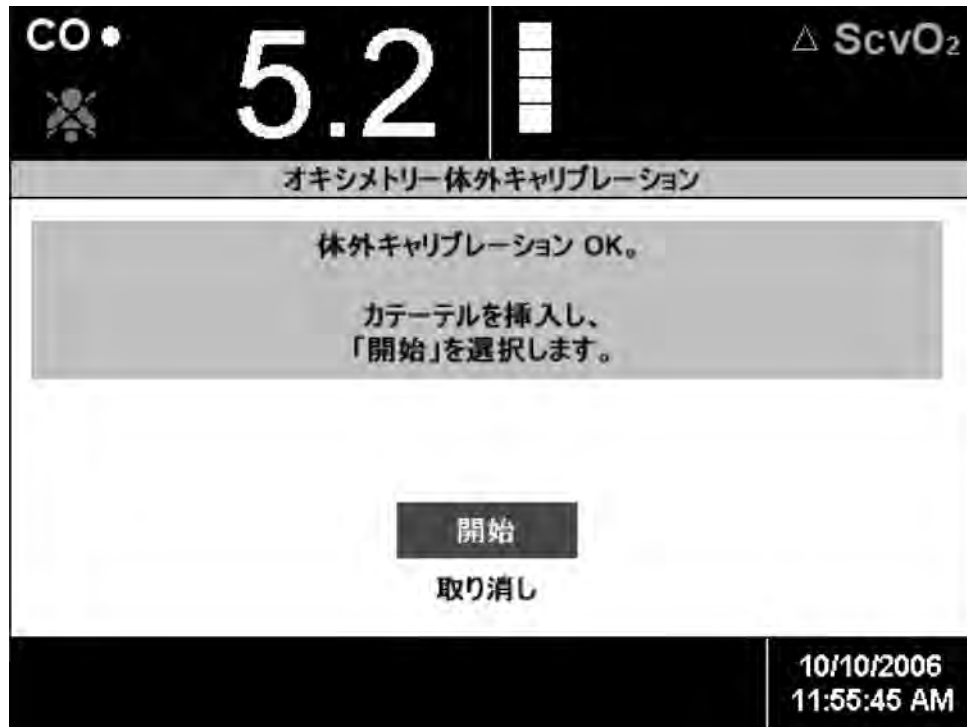 CO
5.2
△ ScvO₂
オキシメトリー体外キャリブレーション
体外キャリブレーション OK。
カテーテルを挿入し、
「開始」を選択します。
開始
取り消し
10/10/2006
11:55:45 AM